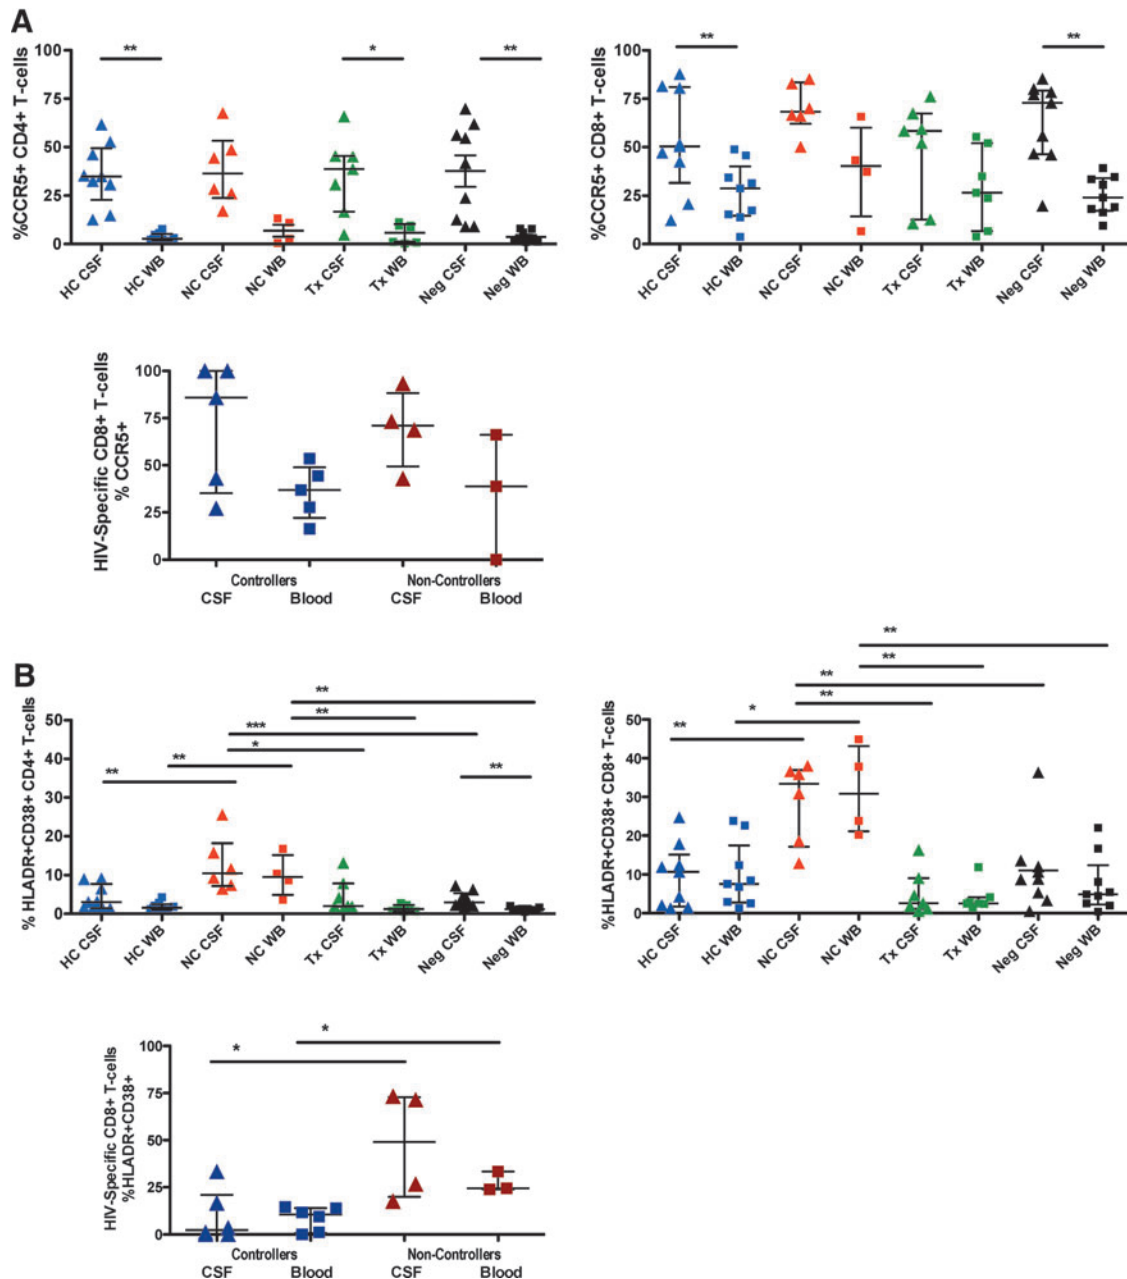 A
%CCR5+ CD4+ T-cells
100
75
50
25
0
** * **
HC CSF HC WB NC CSF NC WB Tx CSF Tx WB Neg CSF Neg WB
%CCR5+ CD8+ T-cells
100
75
50
25
0
** **
HC CSF HC WB NC CSF NC WB Tx CSF Tx WB Neg CSF Neg WB
HIV-Specific CD8+ T-cells
% CCR5+
100
75
50
25
0
Controllers Non-Controllers
CSF Blood CSF Blood
B
% HLADR+CD38+ CD4+ T-cells
50
40
30
20
10
0
**
**
***
*
**
**
**
HC CSF HC WB NC CSF NC WB Tx CSF Tx WB Neg CSF Neg WB
%HLADR+CD38+ CD8+ T-cells
50
40
30
20
10
0
**
**
**
**
*
**
HC CSF HC WB NC CSF NC WB Tx CSF Tx WB Neg CSF Neg WB
HIV-Specific CD8+ T-cells
%HLADR+CD38+
100
75
50
25
0
*
*
Controllers Non-Controllers
CSF Blood CSF Blood